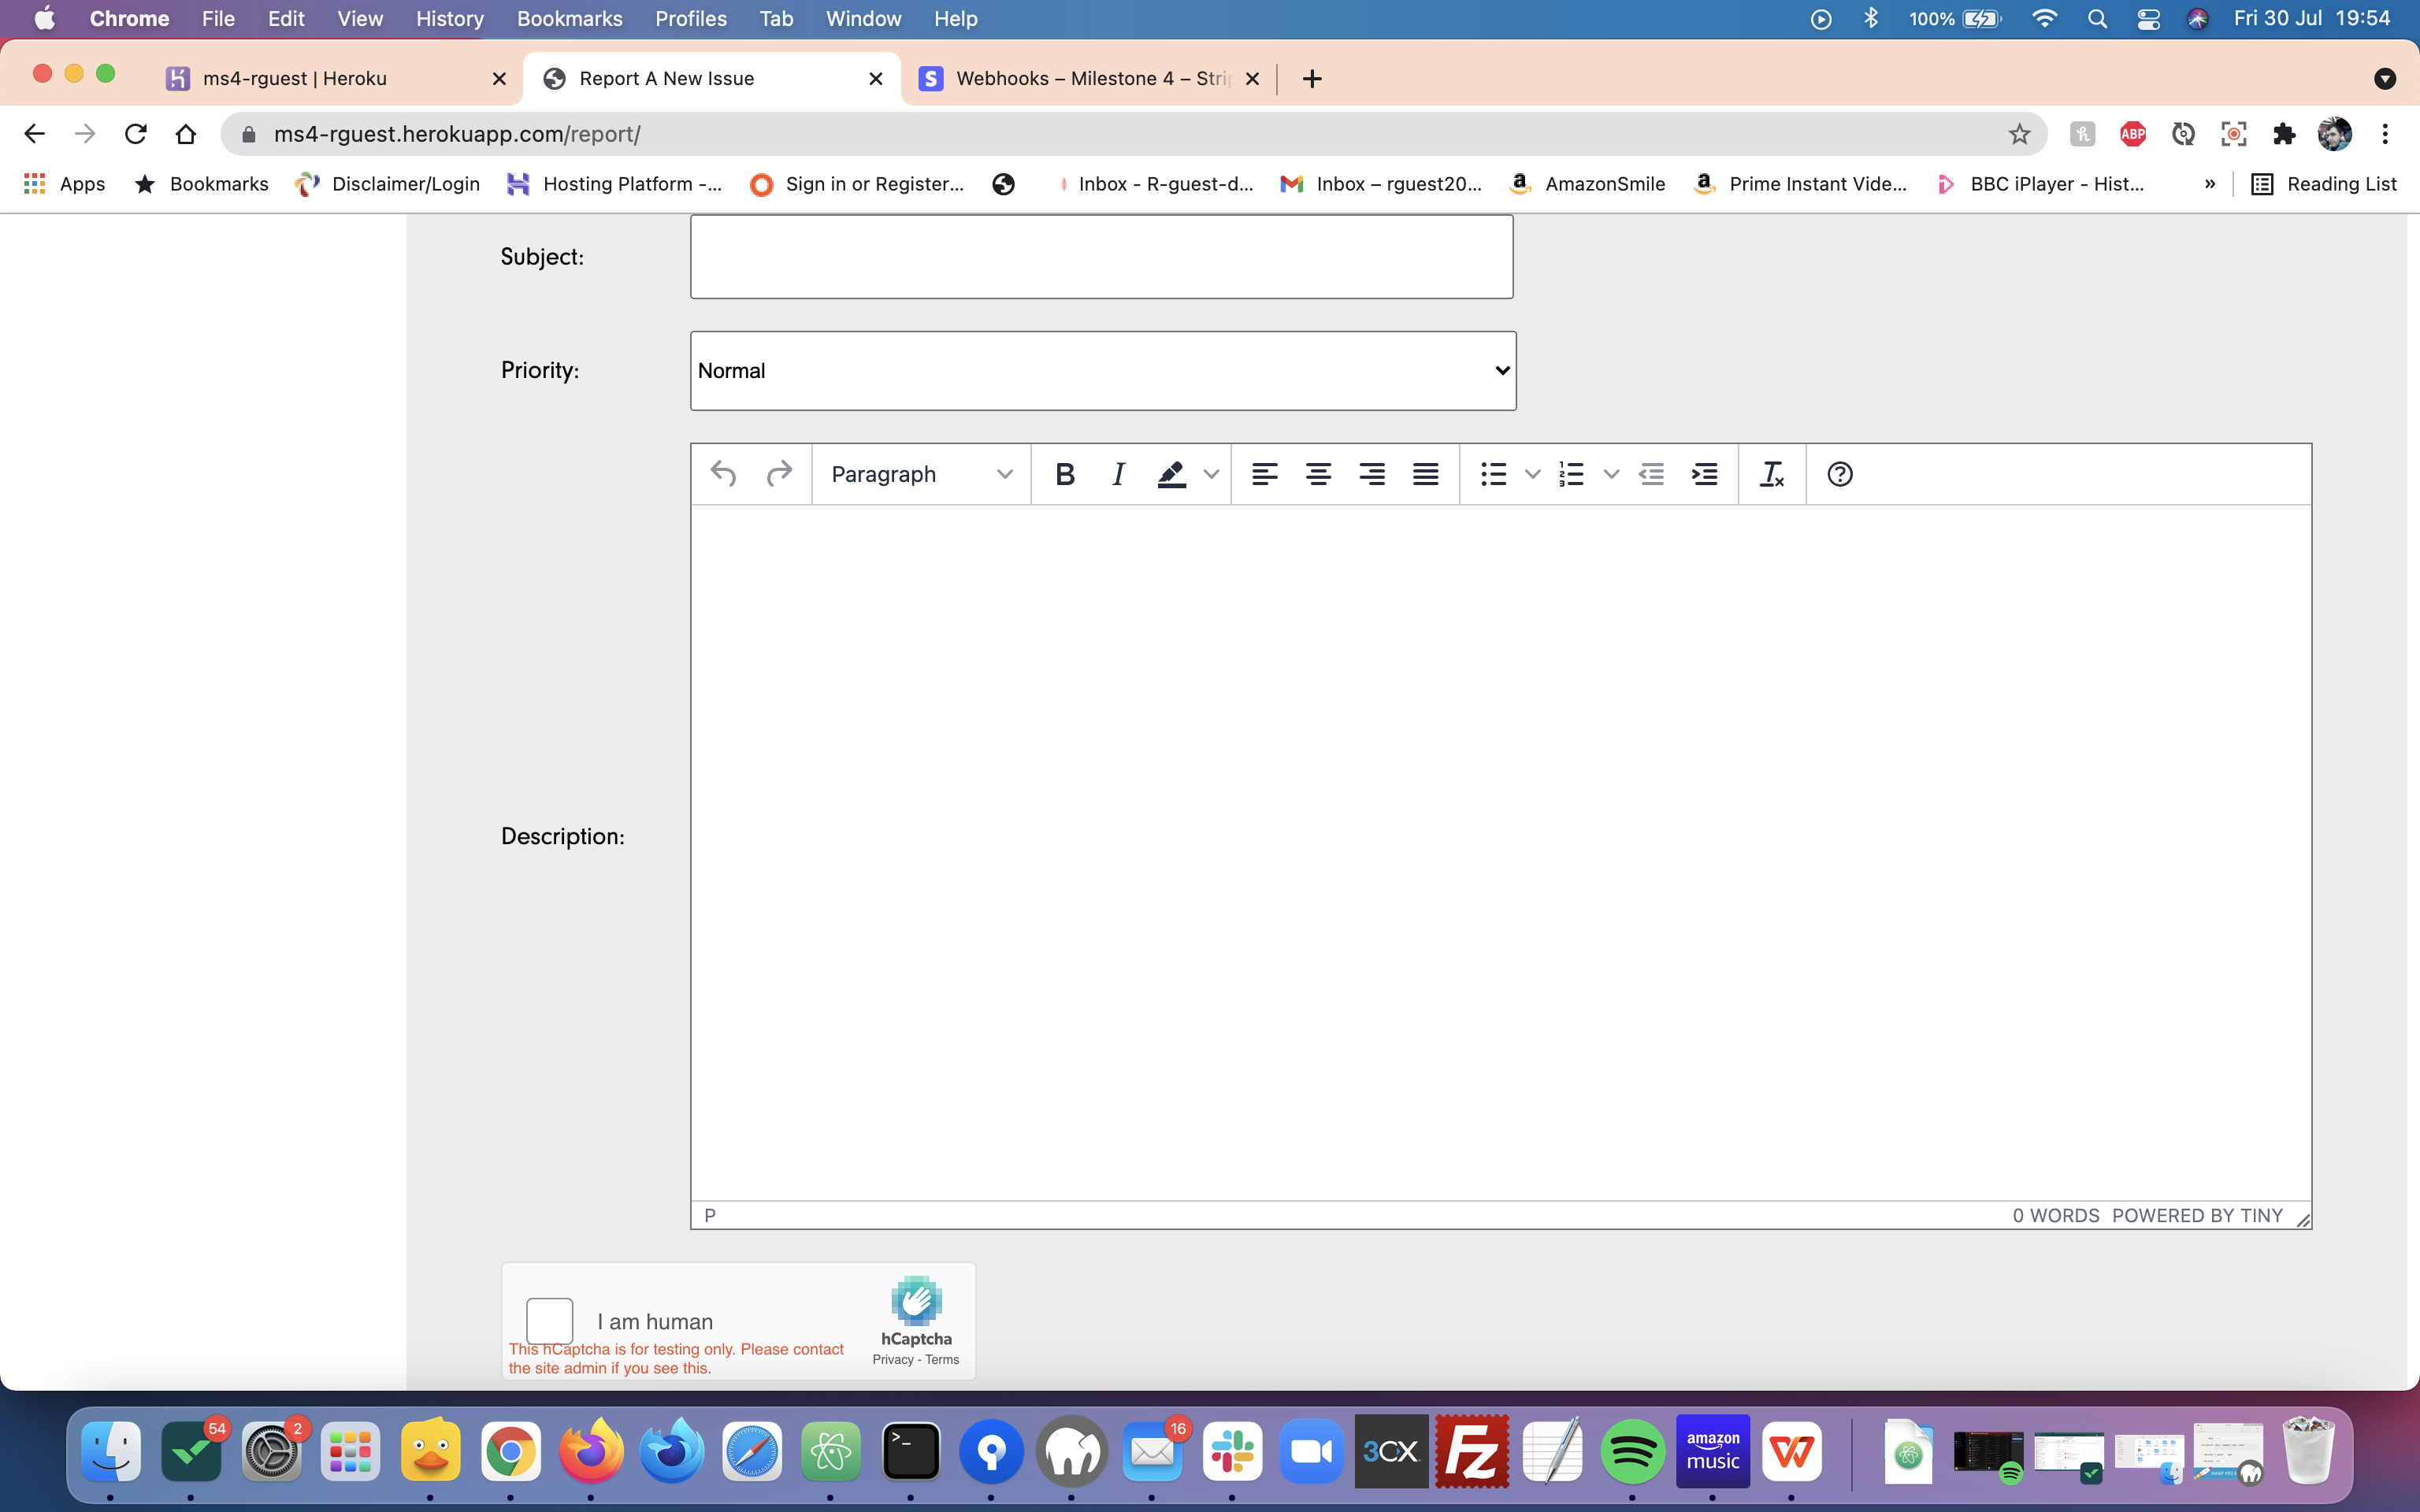 Chrome File Edit View History Bookmarks Profiles Tab Window Help 100% Fri 30 Jul 19:54
ms4-rguest | Heroku Report A New Issue Webhooks – Milestone 4 – Stri
ms4-rguest.herokuapp.com/report/ ABP
Apps Bookmarks Disclaimer/Login Hosting Platform -... Sign in or Register... Inbox - R-guest-d... Inbox – rguest20... AmazonSmile Prime Instant Vide... BBC iPlayer - Hist... » Reading List
Subject:
Priority: Normal
Paragraph B I
Description:
P 0 WORDS POWERED BY TINY
I am human
This hCaptcha is for testing only. Please contact
the site admin if you see this.
hCaptcha
Privacy - Terms
54 2 16 3CX Fz amazon music